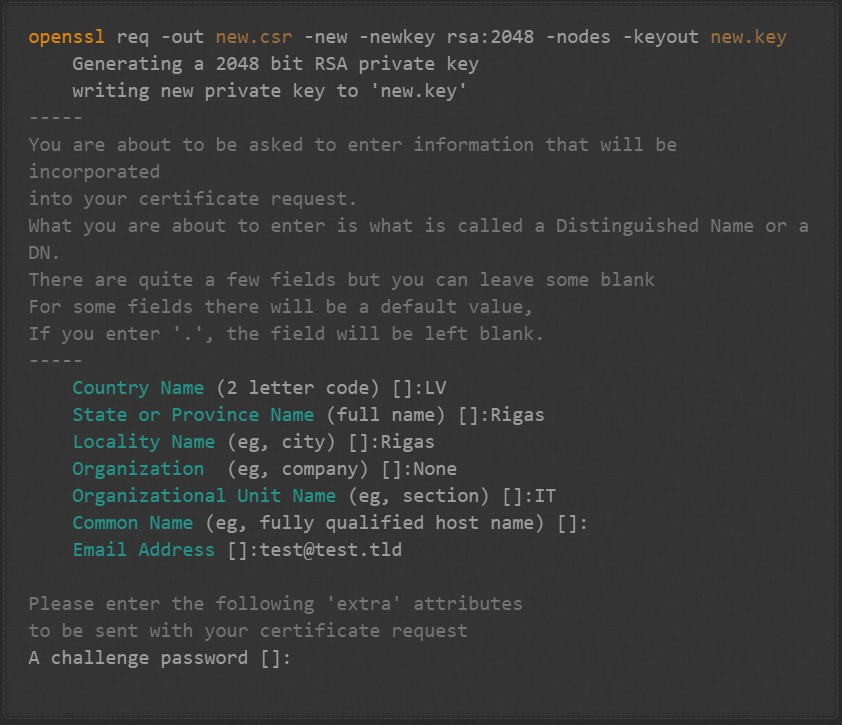 openssl req -out new.csr -new -newkey rsa:2048 -nodes -keyout new.key
Generating a 2048 bit RSA private key
writing new private key to 'new.key'
-----
You are about to be asked to enter information that will be
incorporated
into your certificate request.
What you are about to enter is what is called a Distinguished Name or a
DN.
There are quite a few fields but you can leave some blank
For some fields there will be a default value,
If you enter '.', the field will be left blank.
-----
Country Name (2 letter code) []:LV
State or Province Name (full name) []:Rigas
Locality Name (eg, city) []:Rigas
Organization  (eg, company) []:None
Organizational Unit Name (eg, section) []:IT
Common Name (eg, fully qualified host name) []:
Email Address []:test@test.tld
Please enter the following 'extra' attributes
to be sent with your certificate request
A challenge password []: